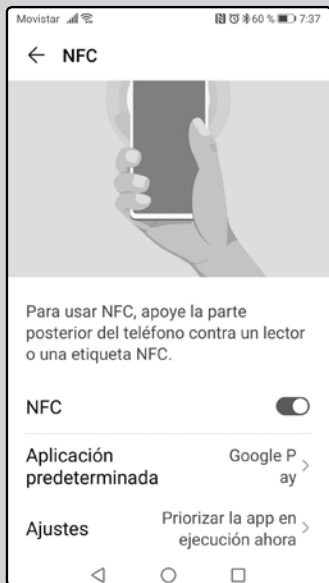 Movistar 60 % 7:37
NFC
Para usar NFC, apoye la parte
posterior del teléfono contra un lector
o una etiqueta NFC.
NFC
Aplicación
predeterminada
Google P
ay
Ajustes
Priorizar la app en
ejecución ahora